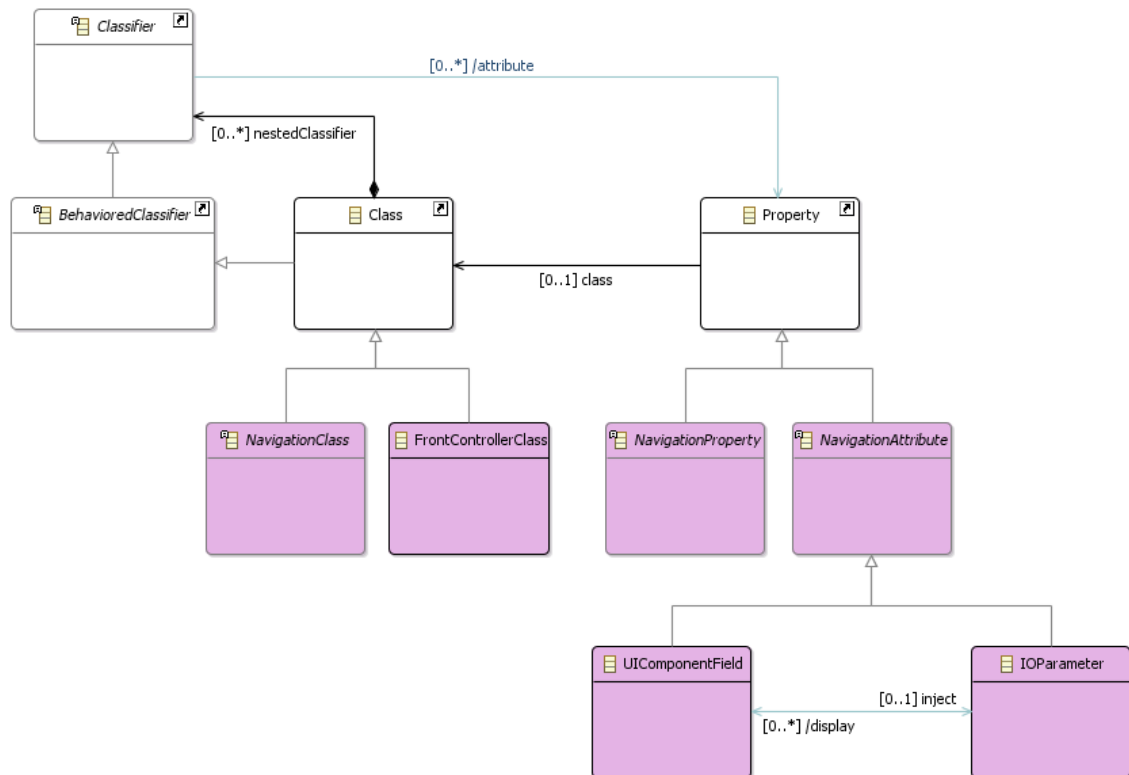 Classifier
[0..*] /attribute
[0..*] nestedClassifier
BehavioredClassifier
Class
Property
[0..1] class
NavigationClass
FrontControllerClass
NavigationProperty
NavigationAttribute
UIComponentField
IOParameter
[0..1] inject
[0..*] /display